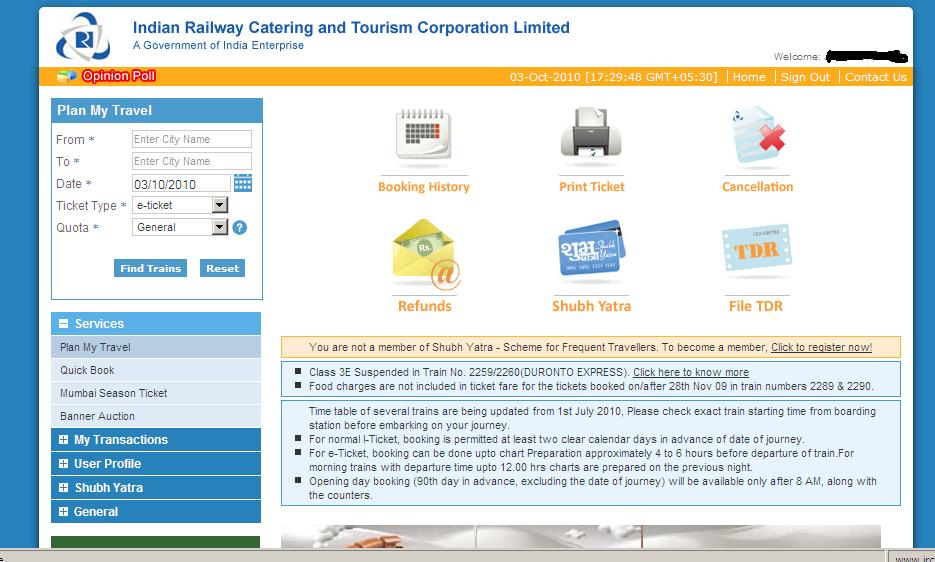 Indian Railway Catering and Tourism Corporation Limited
A Government of India Enterprise
Welcome:
Opinion Poll
03-Oct-2010 [17:29:48 GMT+05:30] | Home | Sign Out | Contact Us
Plan My Travel
From * Enter City Name
To * Enter City Name
Date * 03/10/2010
Ticket Type * e-ticket
Quota * General ?
Find Trains Reset
Services
Plan My Travel
Quick Book
Mumbai Season Ticket
Banner Auction
My Transactions
User Profile
Shubh Yatra
General
Booking History
Print Ticket
Cancellation
Rs.
@
Refunds
शुभ Shubh
यात्रा Yatra
Shubh Yatra
TDR
File TDR
You are not a member of Shubh Yatra - Scheme for Frequent Travellers. To become a member, Click to register now!
Class 3E Suspended in Train No. 2259/2260(DURONTO EXPRESS). Click here to know more
Food charges are not included in ticket fare for the tickets booked on/after 28th Nov 09 in train numbers 2289 & 2290.
Time table of several trains are being updated from 1st July 2010, Please check exact train starting time from boarding
station before embarking on your journey.
For normal I-Ticket, booking is permitted at least two clear calendar days in advance of date of journey.
For e-Ticket, booking can be done upto chart Preparation approximately 4 to 6 hours before departure of train.For
morning trains with departure time upto 12.00 hrs charts are prepared on the previous night.
Opening day booking (90th day in advance, excluding the date of journey) will be available only after 8 AM, along with
the counters.